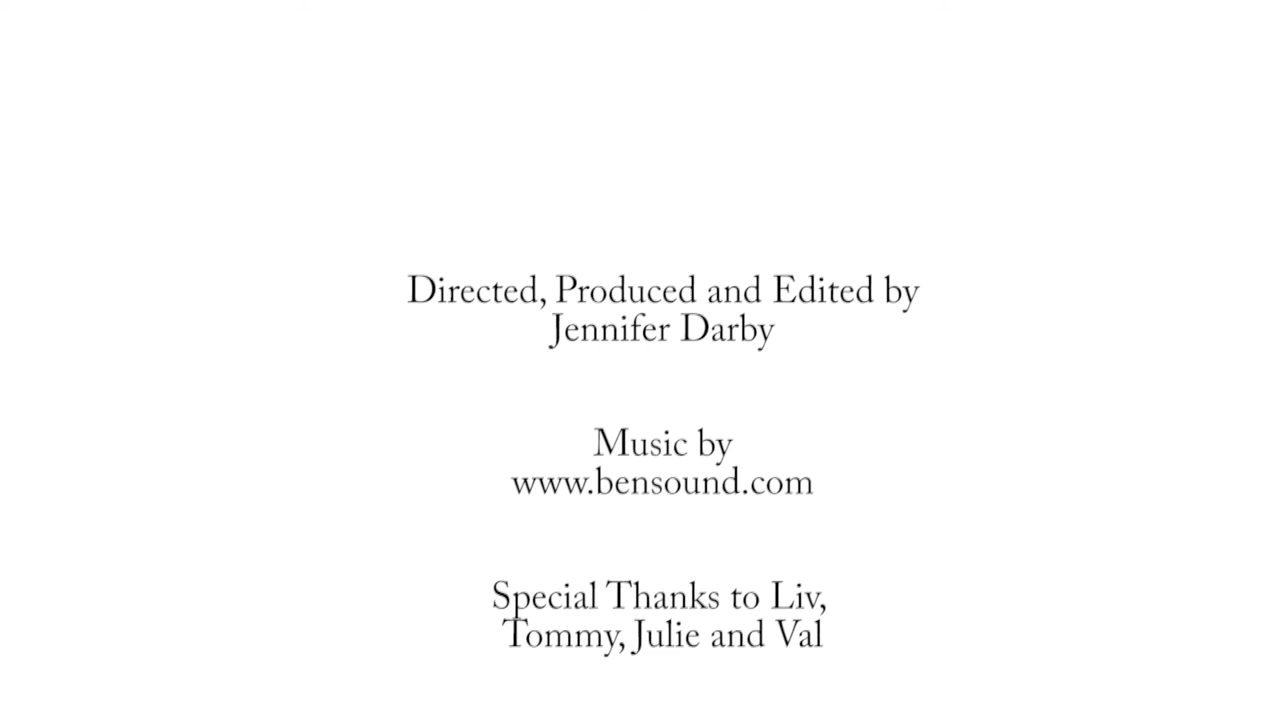 Directed, Produced and Edited by
Jennifer Darby
Music by
www.bensound.com
Special Thanks to Liv,
Tommy, Julie and Val